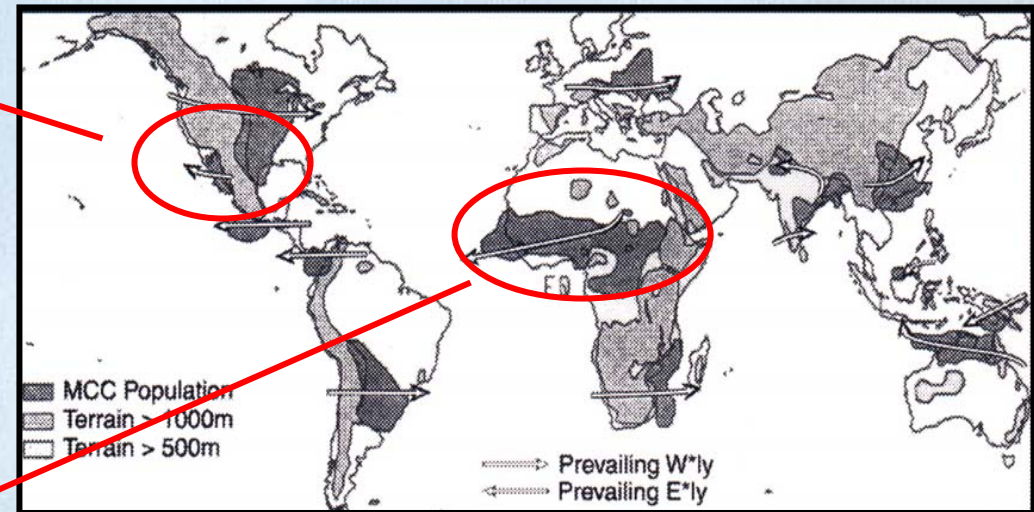 MCC Population
Terrain > 1000m
Terrain > 500m
Prevailing W*ly
Prevailing E*ly